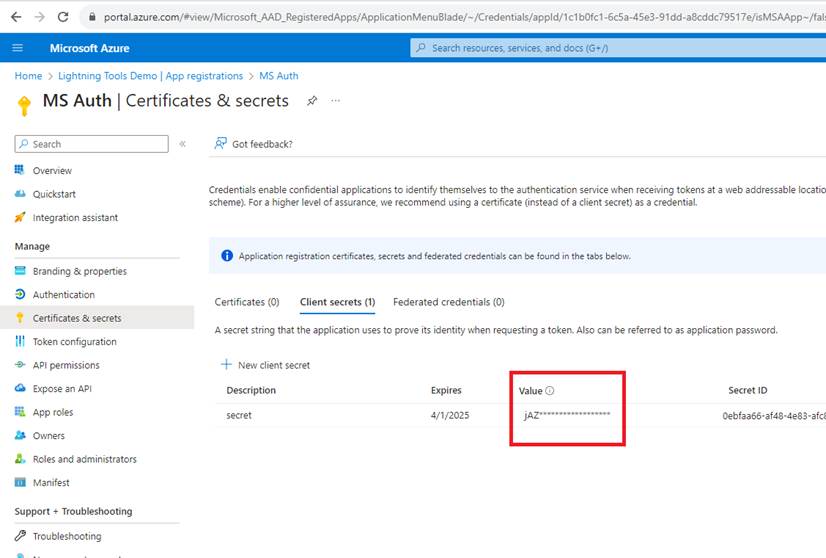 portal.azure.com/#view/Microsoft_AAD_RegisteredApps/ApplicationMenuBlade/~/Credentials/appId/1c1b0fc1-6c5a-45e3-91dd-a8cddc79517e/isMSAApp~/fals
Microsoft Azure
Search resources, services, and docs (G+/)
Home > Lightning Tools Demo | App registrations > MS Auth
MS Auth | Certificates & secrets
Search
Got feedback?
Overview
Quickstart
Integration assistant
Manage
Branding & properties
Authentication
Certificates & secrets
Token configuration
API permissions
Expose an API
App roles
Owners
Roles and administrators
Manifest
Support + Troubleshooting
Troubleshooting
Credentials enable confidential applications to identify themselves to the authentication service when receiving tokens at a web addressable locatio
scheme). For a higher level of assurance, we recommend using a certificate (instead of a client secret) as a credential.
Application registration certificates, secrets and federated credentials can be found in the tabs below.
Certificates (0) Client secrets (1) Federated credentials (0)
A secret string that the application uses to prove its identity when requesting a token. Also can be referred to as application password.
New client secret
Description Expires Value Secret ID
secret 4/1/2025 jAZ****************** 0ebfaa66-af48-4e83-afc8